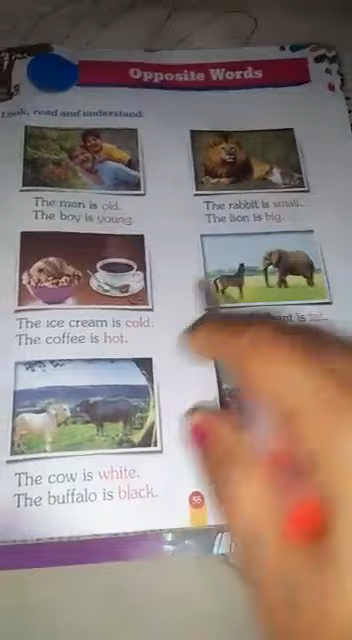 Opposite Words
Look, read and understand.
The man is old.
The boy is young.
The rabbit is small.
The lion is big.
The ice cream is cold.
The coffee is hot.
is fat.
The cow is white.
The buffalo is black.
55